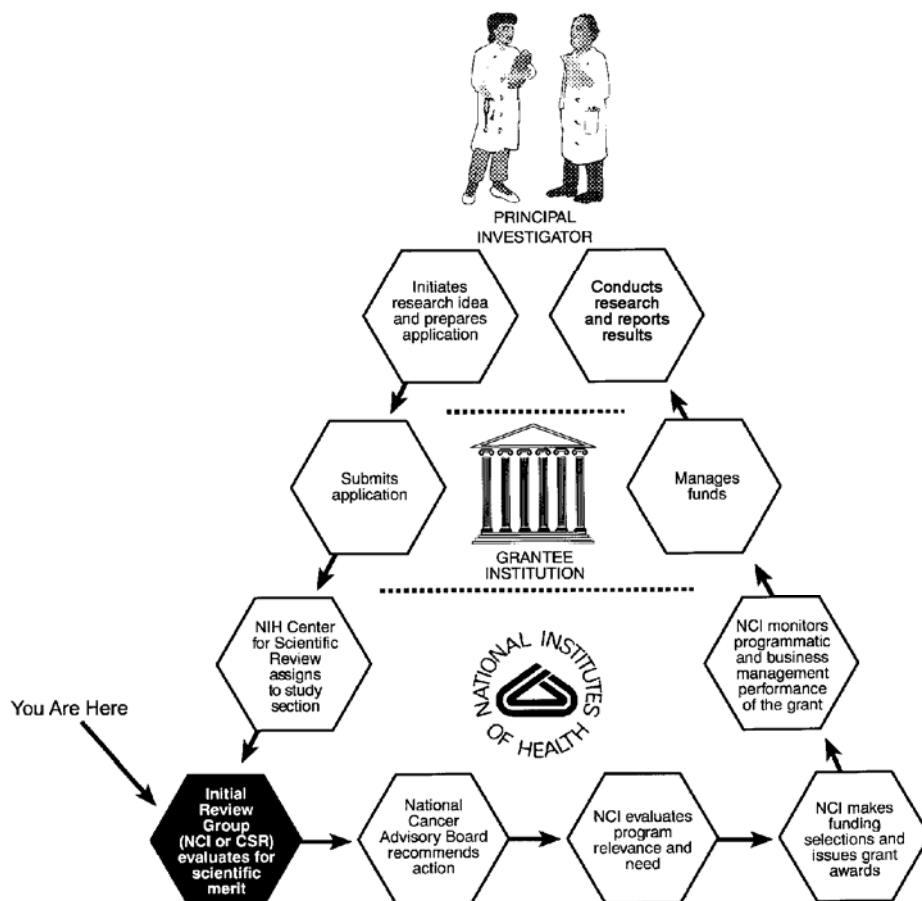 PRINCIPAL
INVESTIGATOR
Initiates
research idea
and prepares
application
Conducts
research
and reports
results
Submits
application
GRANTEE
INSTITUTION
Manages
funds
NIH Center
for Scientific
Review
assigns
to study
section
NATIONAL INSTITUTES
OF HEALTH
NCI monitors
programmatic
and business
management
performance
of the grant
You Are Here
Initial
Review
Group
(NCI or CSR)
evaluates for
scientific
merit
National
Cancer
Advisory Board
recommends
action
NCI evaluates
program
relevance and
need
NCI makes
funding
selections and
issues grant
awards